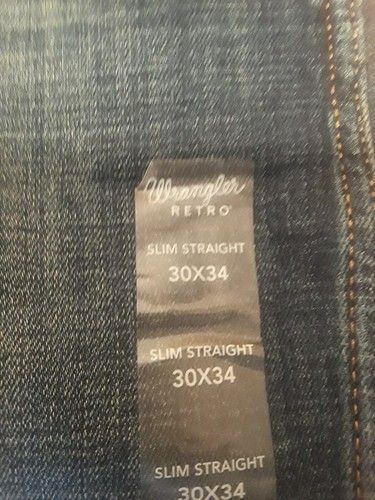 Wrangler
RETRO
SLIM STRAIGHT
30X34
SLIM STRAIGHT
30X34
SLIM STRAIGHT
30X34